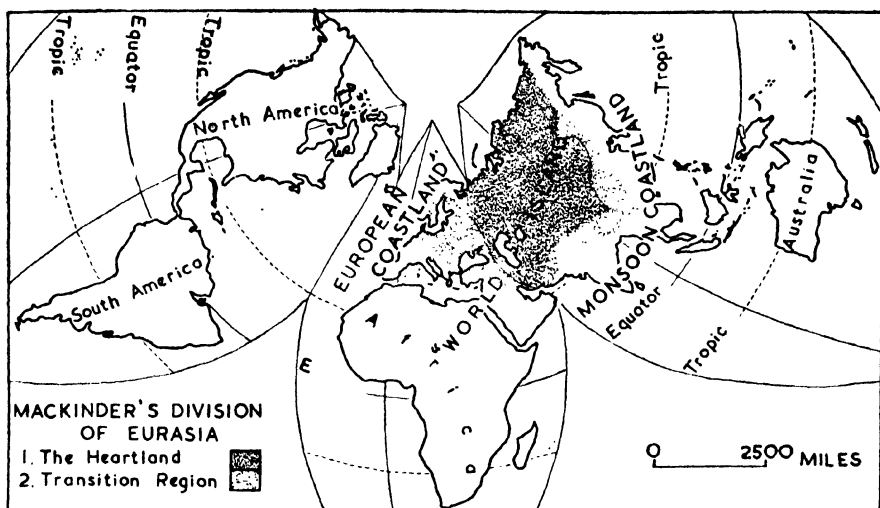 Tropic
Equator
Tropic
North America
South America
EUROPEAN
COASTLAND
"WORLD
ISLAND
MONSOON COASTLAND
Tropic
Equator
Tropic
Australia
A f r i c a
E
MACKINDER'S DIVISION
OF EURASIA
1. The Heartland
2. Transition Region
0 2500 MILES